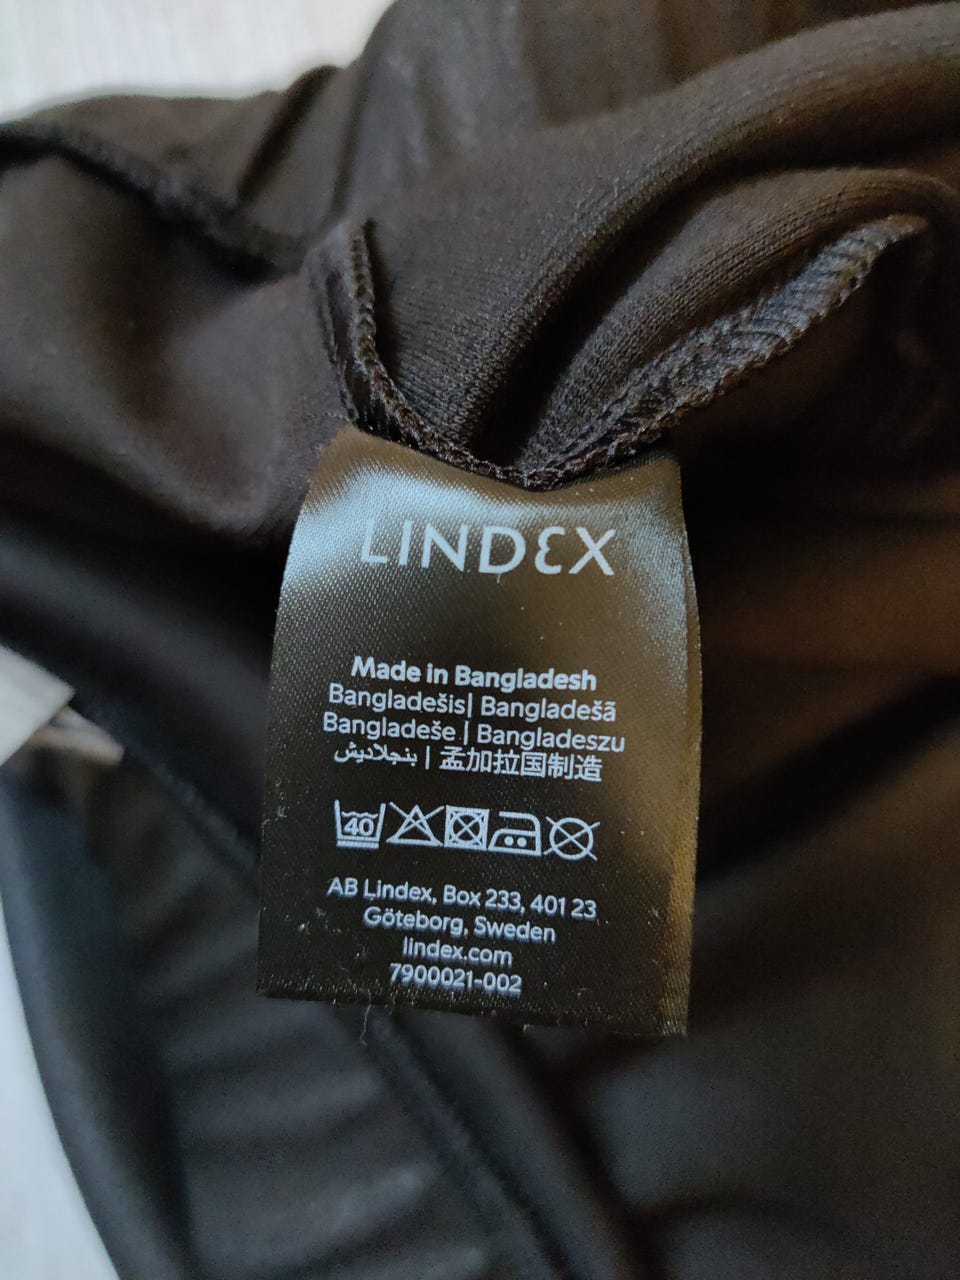 LINDEX
Made in Bangladesh
Bangladešis| Bangladešā
Bangladeše | Bangladeszu
بنجلاديش | 孟加拉国制造
40
AB Lindex, Box 233, 401 23
Göteborg, Sweden
lindex.com
7900021-002